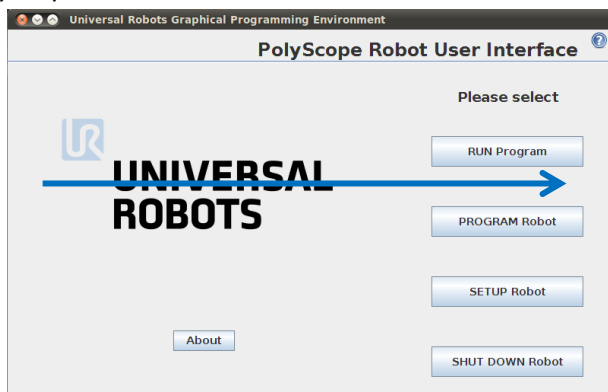 Universal Robots Graphical Programming Environment
PolyScope Robot User Interface
?
Please select
UR
UNIVERSAL
ROBOTS
RUN Program
PROGRAM Robot
SETUP Robot
About
SHUT DOWN Robot